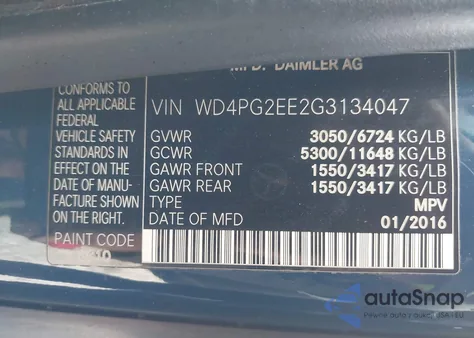 MFD. DAIMLER AG
CONFORMS TO
ALL APPLICABLE
FEDERAL
VEHICLE SAFETY
STANDARDS IN
EFFECT ON THE
DATE OF MANU-
FACTURE SHOWN
ON THE RIGHT.
PAINT CODE
VIN WD4PG2EE2G3134047
GVWR 3050/6724 KG/LB
GCWR 5300/11648 KG/LB
GAWR FRONT 1550/3417 KG/LB
GAWR REAR 1550/3417 KG/LB
TYPE MPV
DATE OF MFD 01/2016
autoSnap